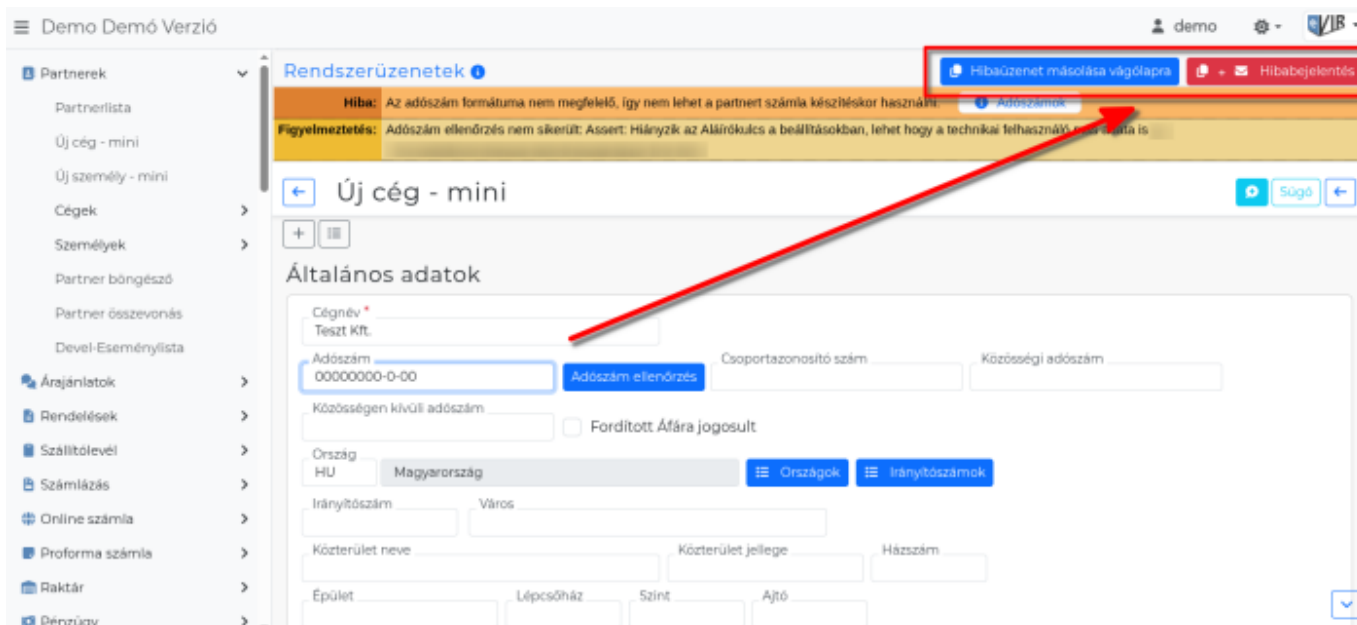 Demo Demó Verzió
demo
VIR
Partnerek
Partnerlista
Új cég - mini
Új személy - mini
Cégek
Személyek
Partner böngésző
Partner összevonás
Devel-Eseménylista
Árajánlatok
Rendelések
Szállítólevél
Számlázás
Online számla
Proforma számla
Raktár
Pénzügy
Rendszerüzenetek
Hibaüzenet másolása vágólapra
+ Hibabejelentés
Hiba: Az adószám formátuma nem megfelelő, így nem lehet a partnert számla készítéskor használni. Adószámok
Figyelmeztetés: Adószám ellenőrzés nem sikerült: Assert: Hiányzik az Aláírókulcs a beállításokban, lehet hogy a technikai felhasználó is
Új cég - mini
Súgó
Általános adatok
Cégnév *
Teszt Kft.
Adószám Csoportazonosító szám Közösségi adószám
00000000-0-00 Adószám ellenőrzés
Közösségen kívüli adószám
Fordított Áfára jogosult
Ország
HU Magyarország Országok Irányítószámok
Irányítószám Város
Közterület neve Közterület jellege Házszám
Épület Lépcsőház Szint Ajtó